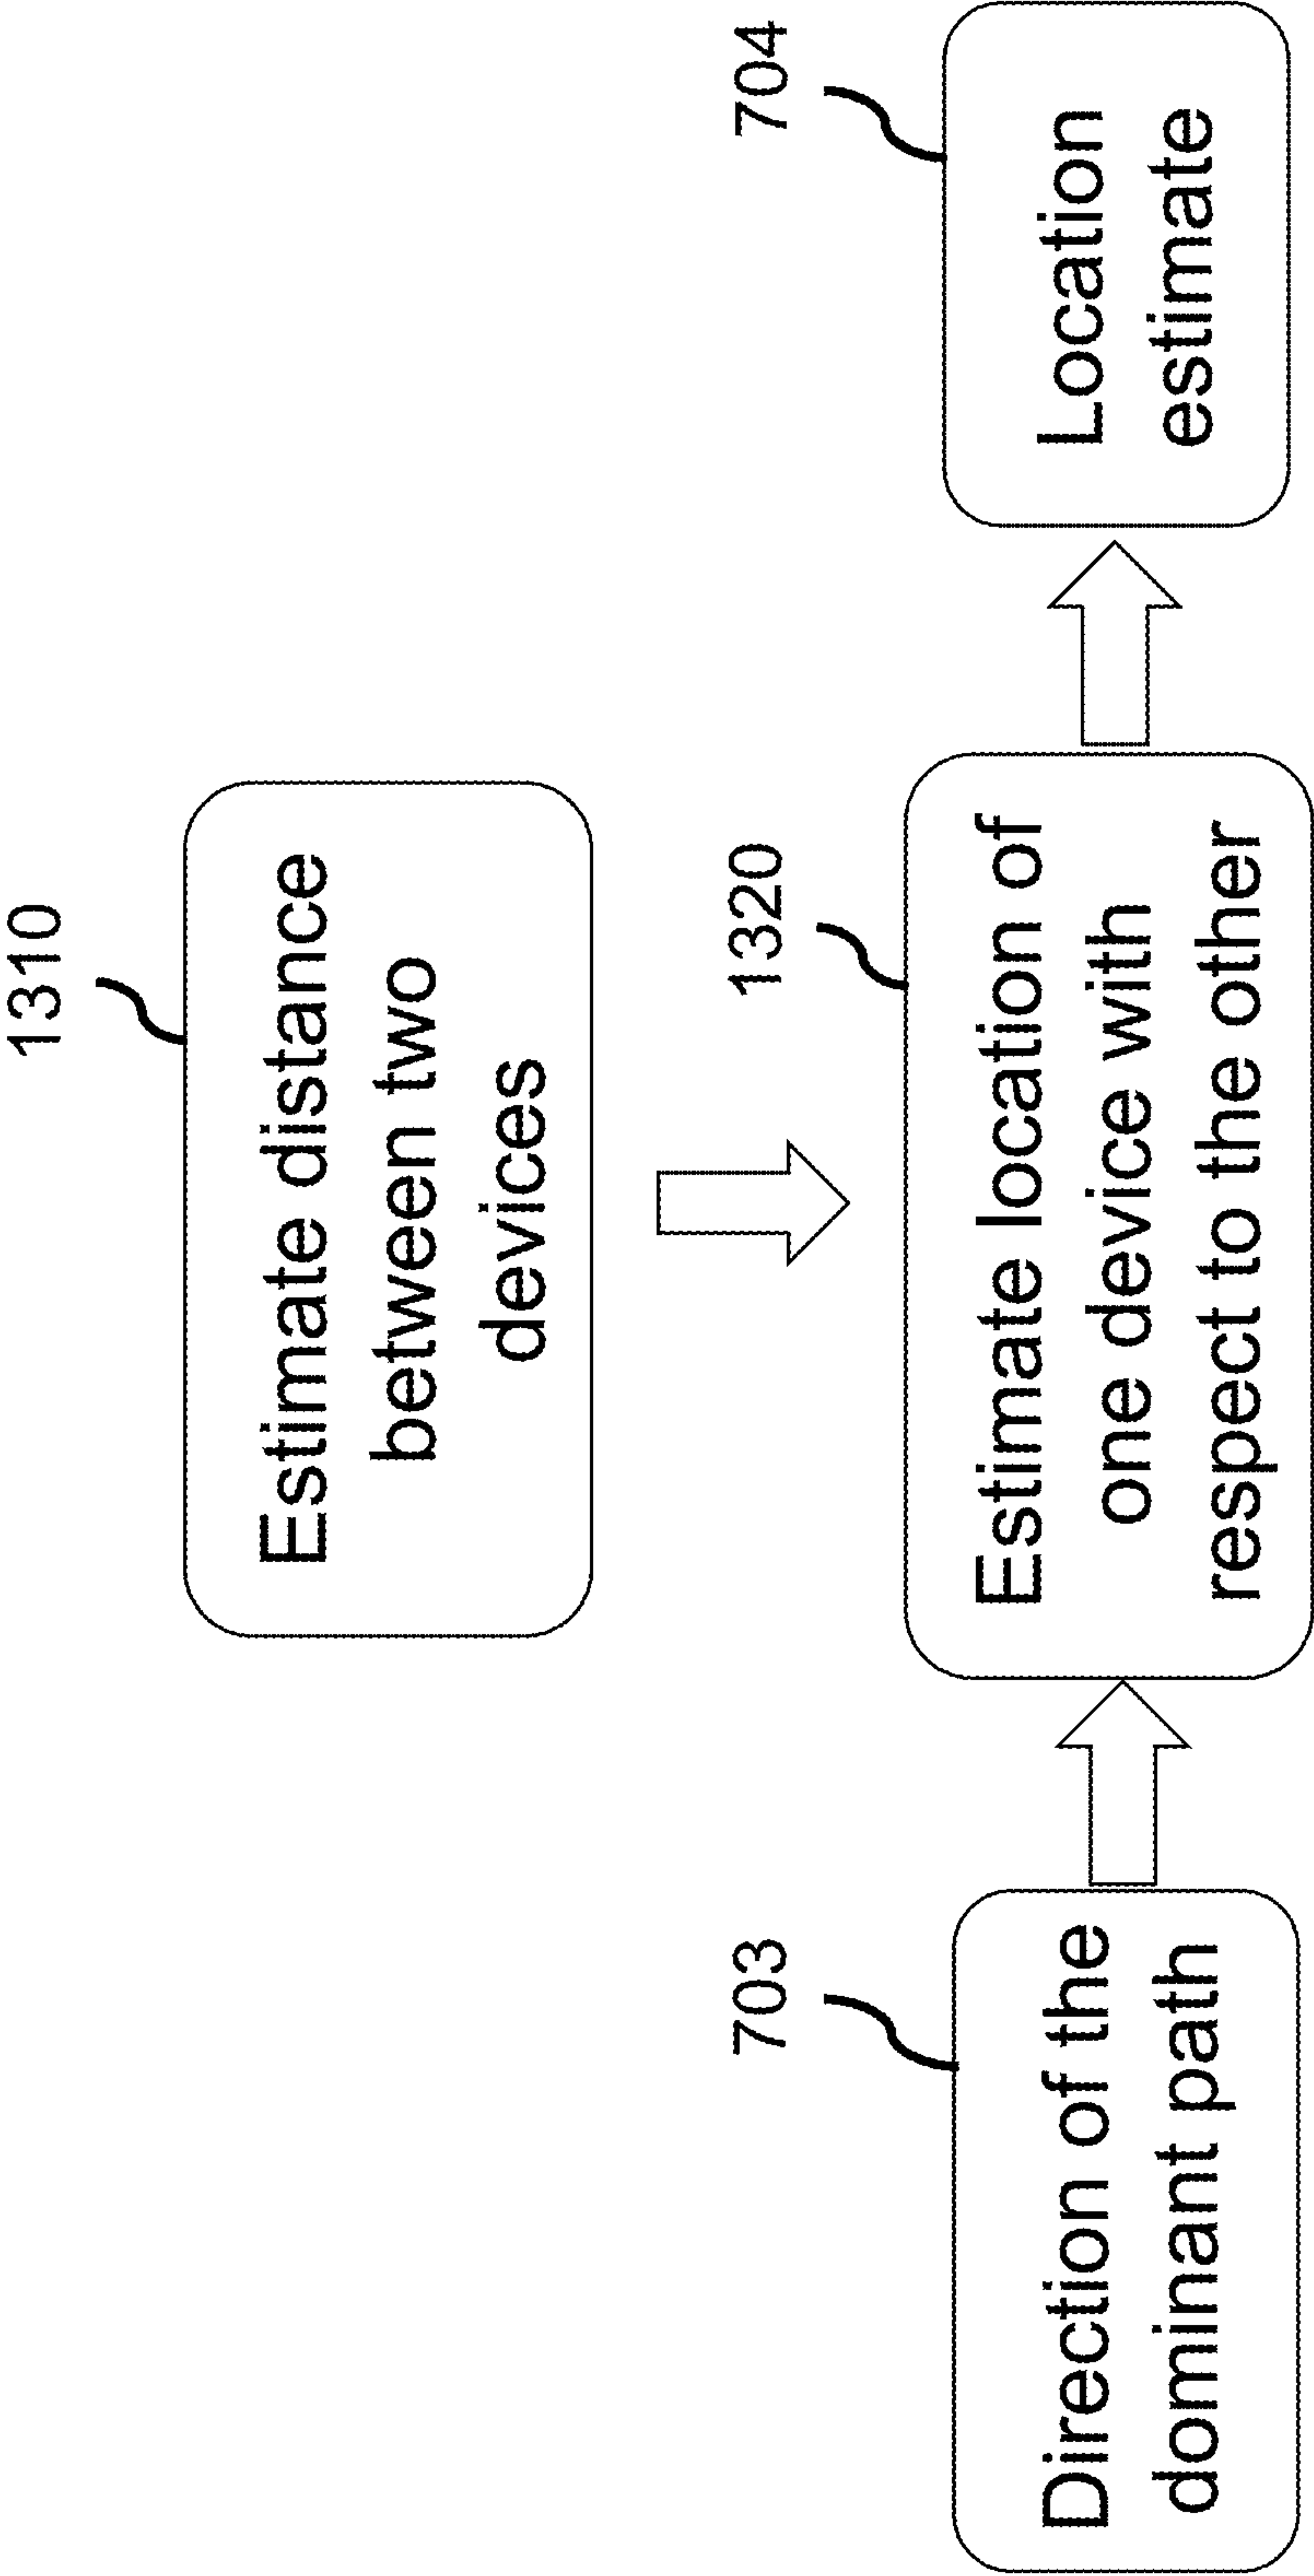 1310
Estimate distance
between two
devices
703
Direction of the
dominant path
1320
Estimate location of
one device with
respect to the other
704
Location
estimate